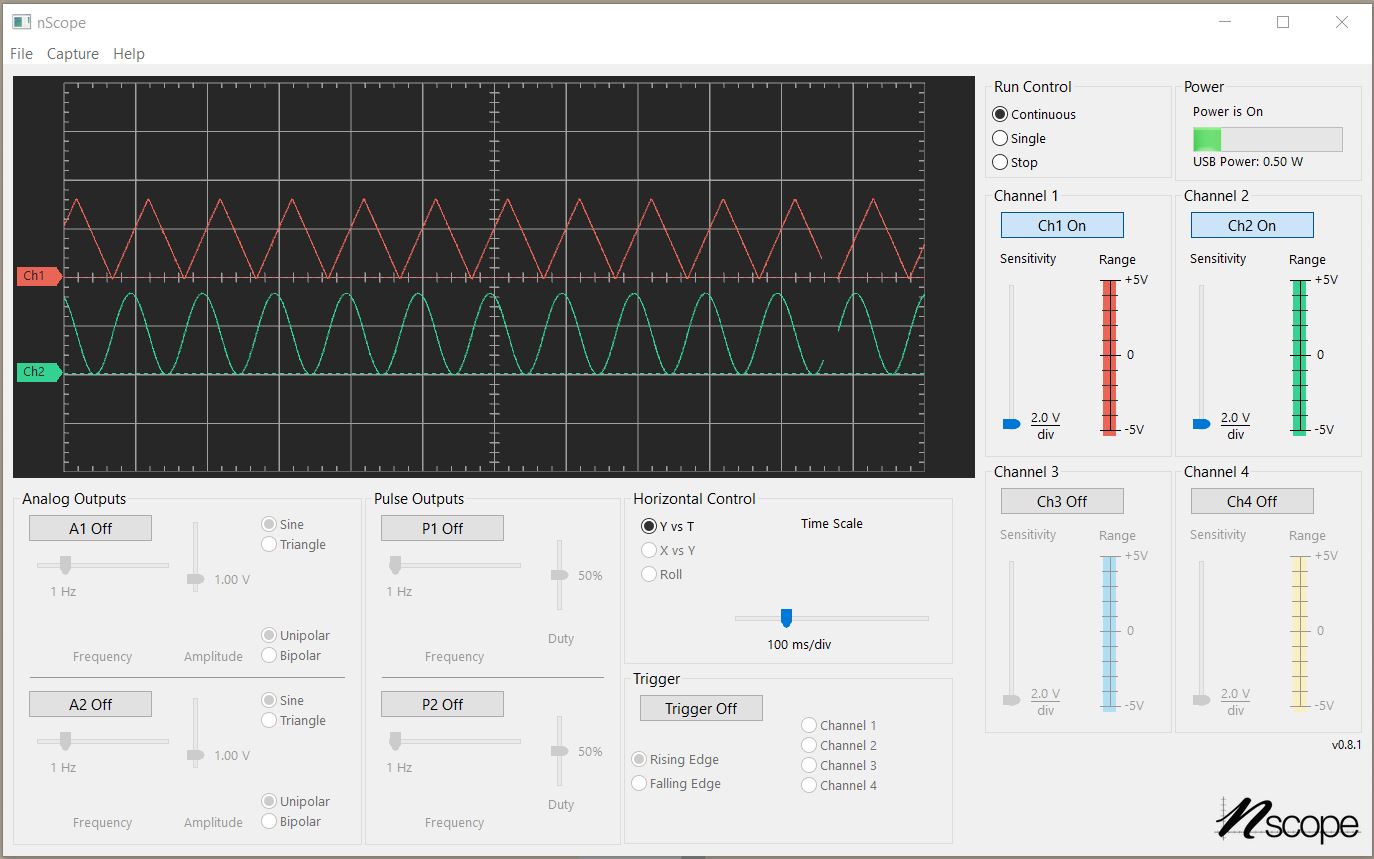 nScope
File Capture Help
Ch1
Ch2
Run Control
Continuous
Single
Stop
Power
Power is On
USB Power: 0.50 W
Channel 1
Ch1 On
Sensitivity
Range
+5V
0
-5V
2.0 V
div
Channel 2
Ch2 On
Sensitivity
Range
+5V
0
-5V
2.0 V
div
Channel 3
Ch3 Off
Sensitivity
Range
+5V
0
-5V
2.0 V
div
Channel 4
Ch4 Off
Sensitivity
Range
+5V
0
-5V
2.0 V
div
Analog Outputs
A1 Off
1 Hz
Frequency
1.00 V
Amplitude
Sine
Triangle
Unipolar
Bipolar
A2 Off
1 Hz
Frequency
1.00 V
Amplitude
Sine
Triangle
Unipolar
Bipolar
Pulse Outputs
P1 Off
1 Hz
Frequency
50%
Duty
P2 Off
1 Hz
Frequency
50%
Duty
Horizontal Control
Y vs T
X vs Y
Roll
Time Scale
100 ms/div
Trigger
Trigger Off
Rising Edge
Falling Edge
Channel 1
Channel 2
Channel 3
Channel 4
v0.8.1
nscope